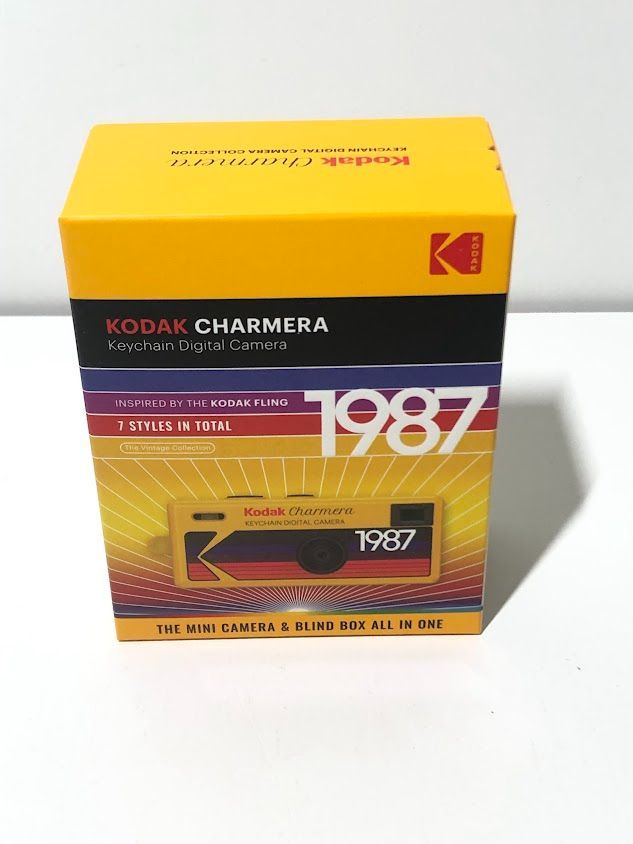 Kodak Charmera
KEYCHAIN DIGITAL CAMERA COLLECTION
KODAK
KODAK CHARMERA
Keychain Digital Camera
INSPIRED BY THE KODAK FLING
1987
7 STYLES IN TOTAL
The Vintage Collection
Kodak Charmera
KEYCHAIN DIGITAL CAMERA
1987
THE MINI CAMERA & BLIND BOX ALL IN ONE